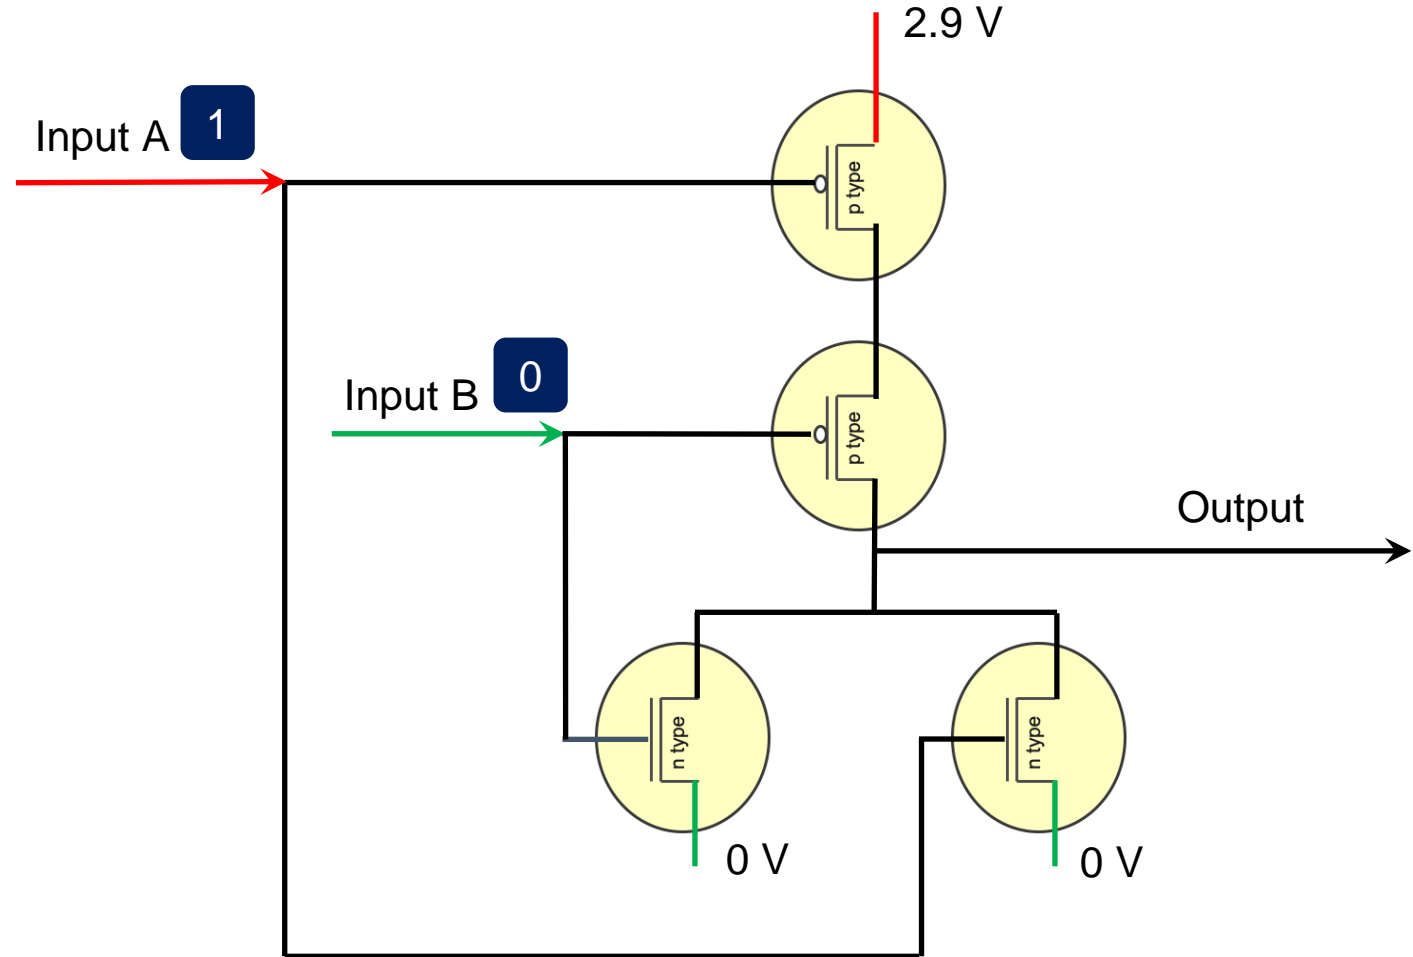 2.9 V
Input A
1
p type
Input B
0
p type
Output
n type
n type
0 V
0 V